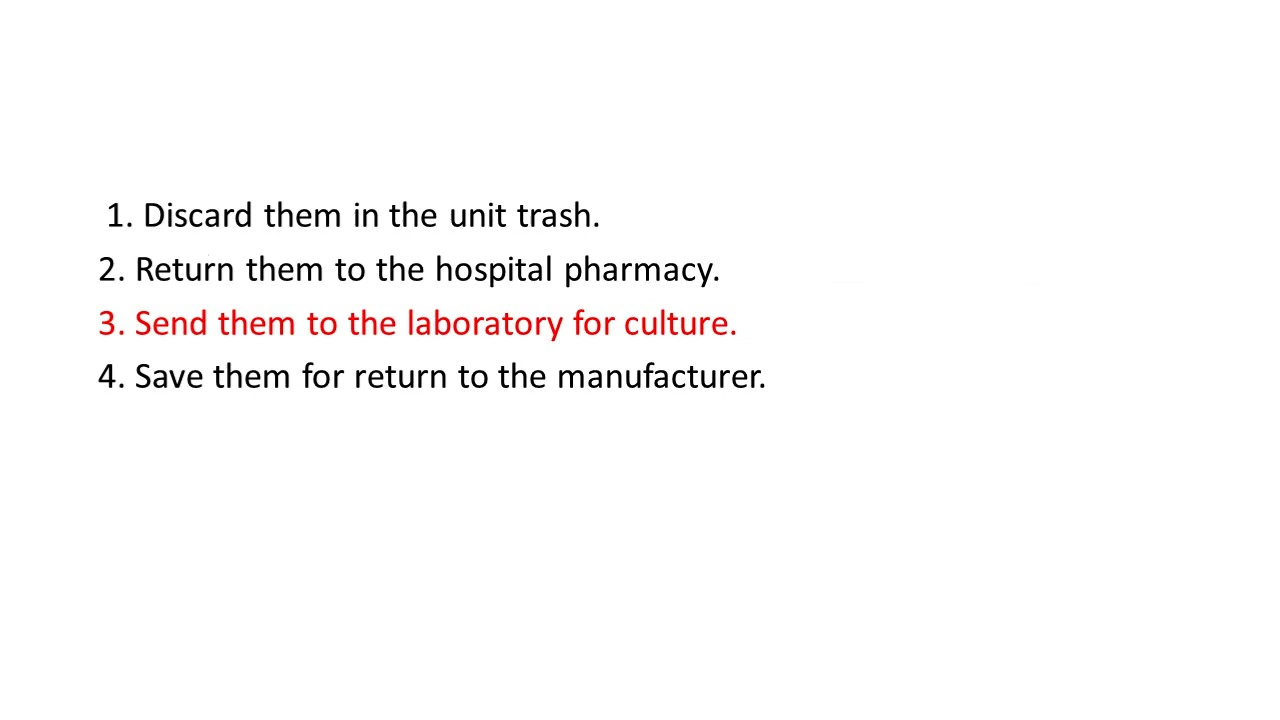 1. Discard them in the unit trash.
2. Return them to the hospital pharmacy.
3. Send them to the laboratory for culture.
4. Save them for return to the manufacturer.